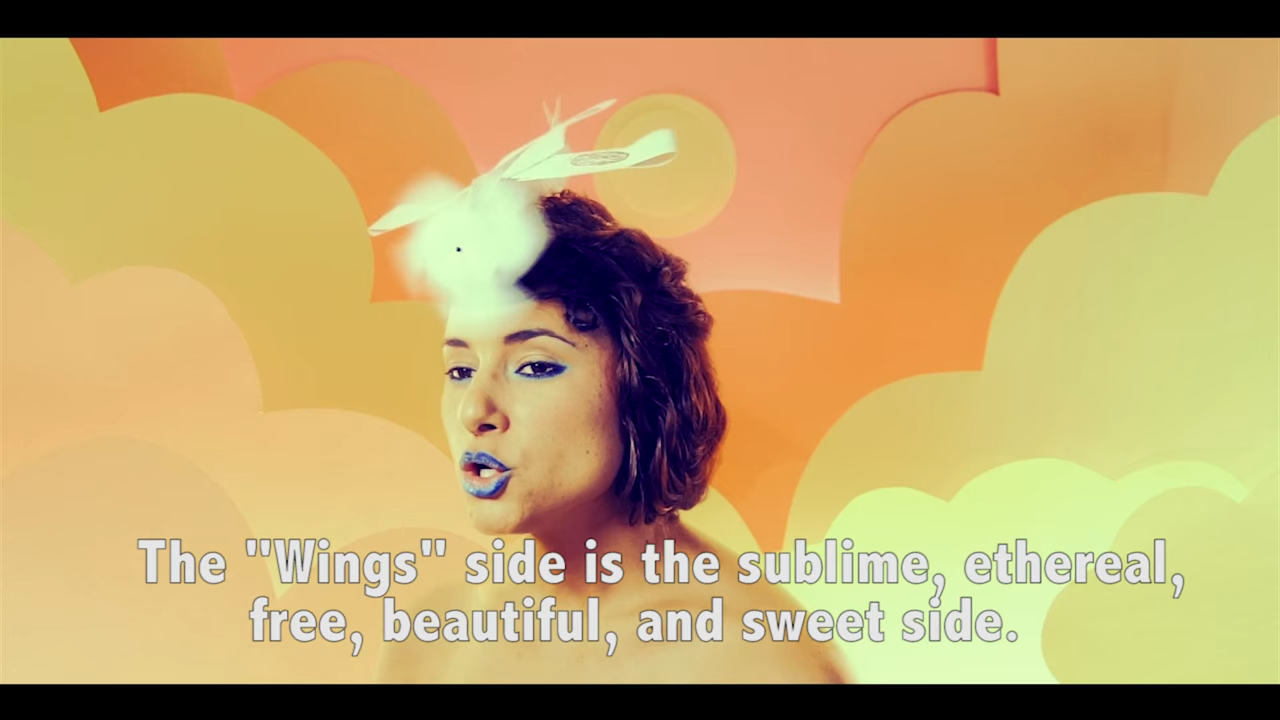 The "Wings" side is the sublime, ethereal,
free, beautiful, and sweet side.